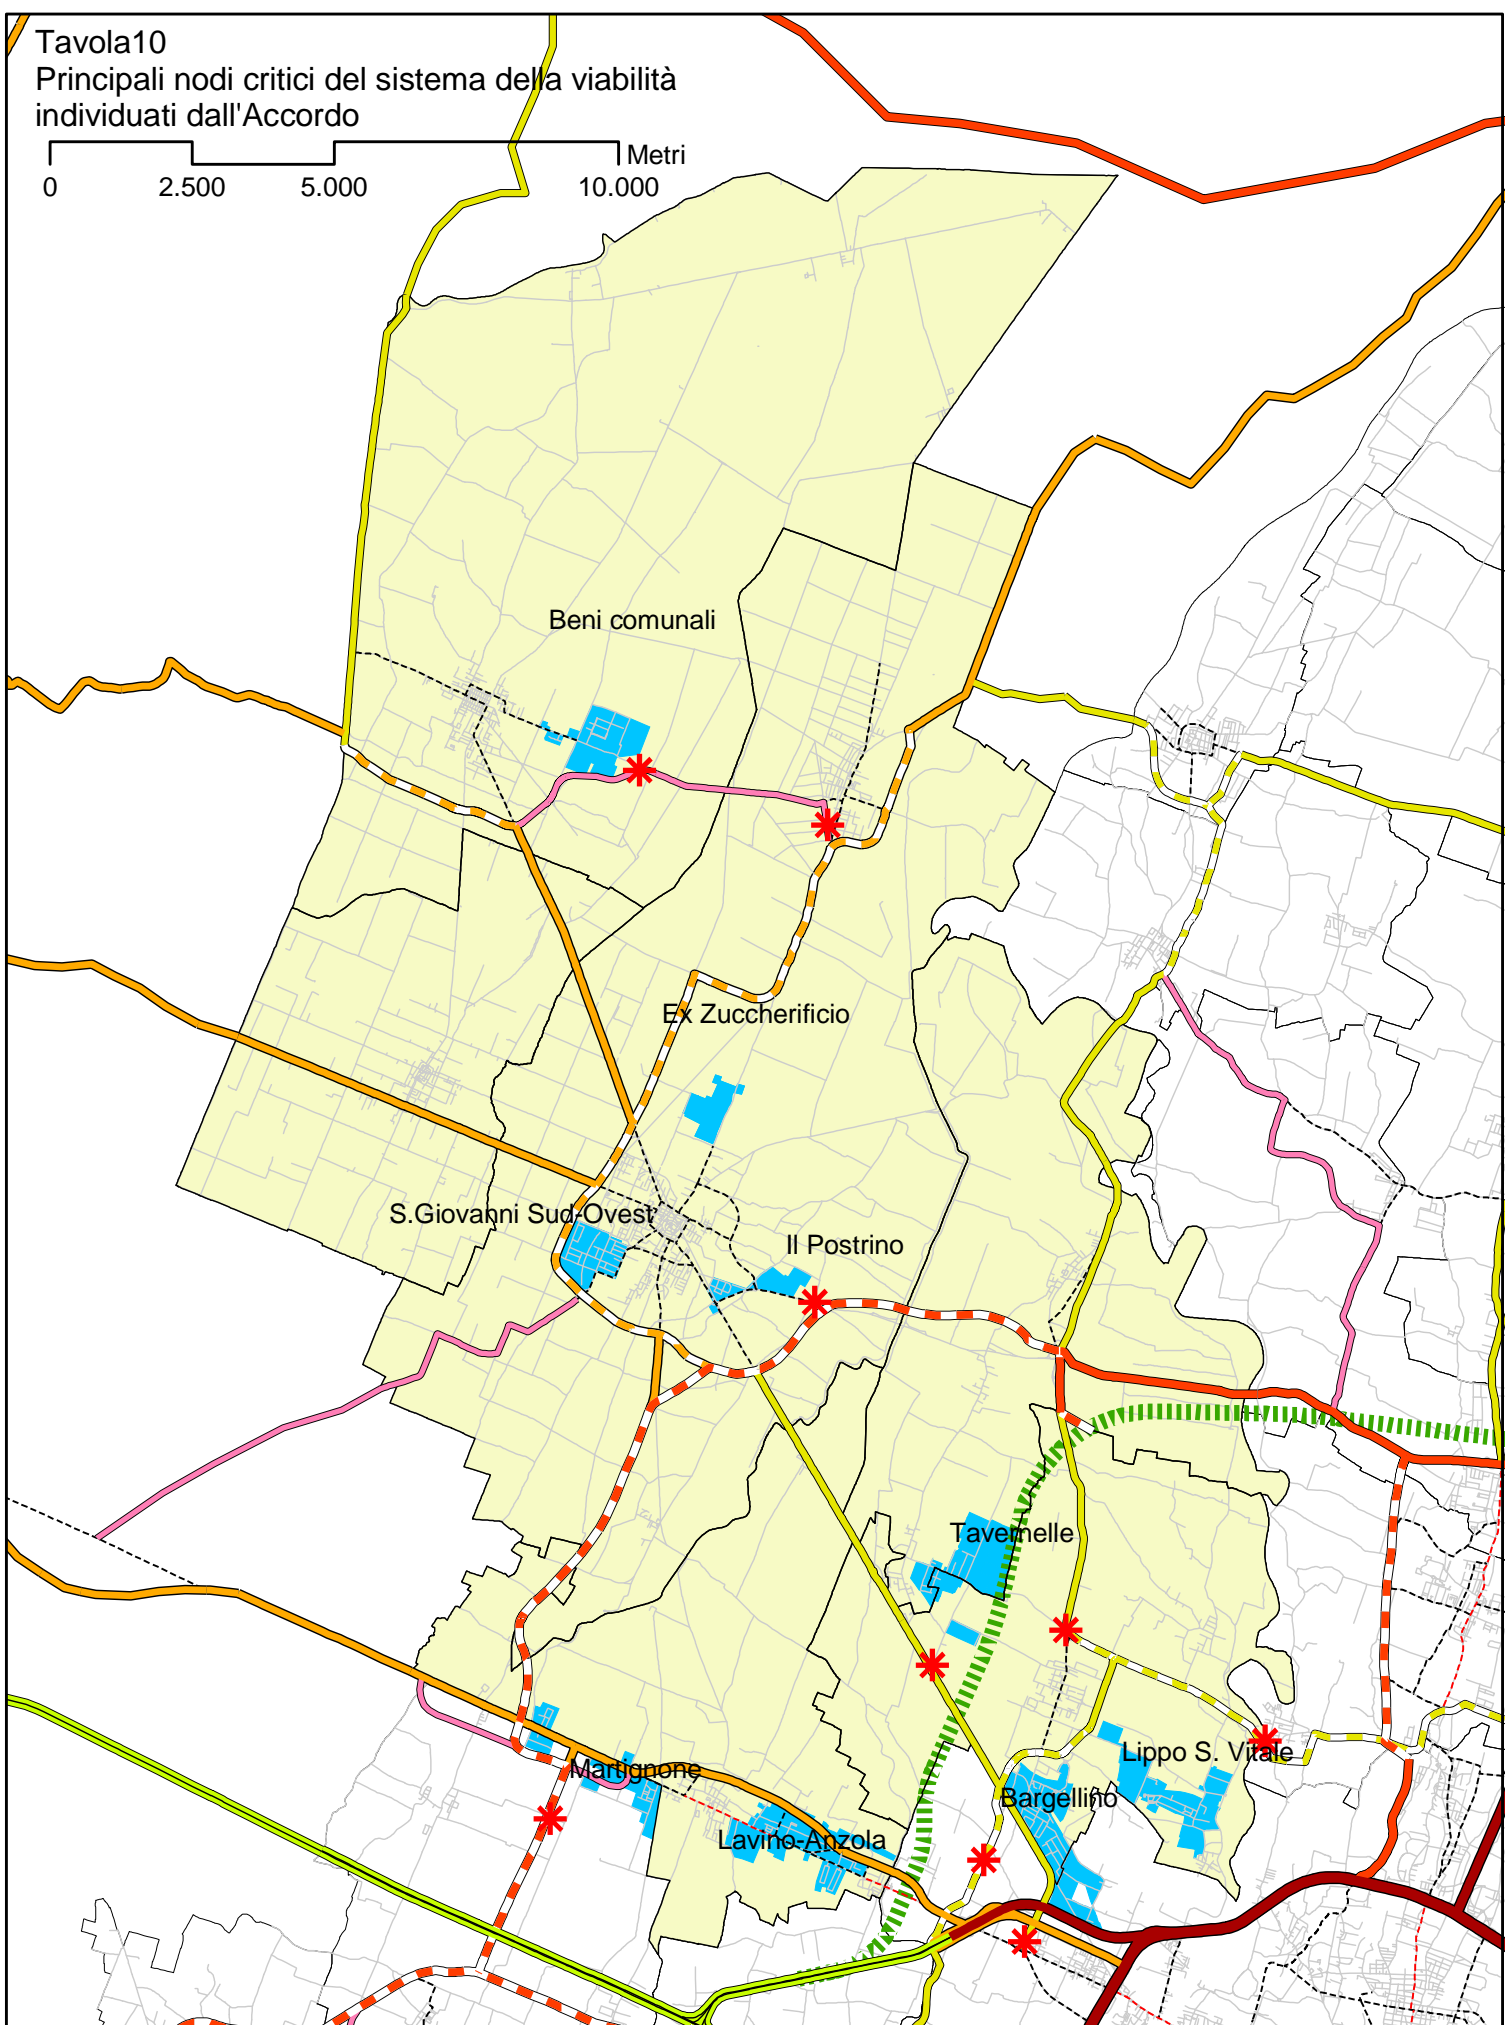 Tavola10
Principali nodi critici del sistema della viabilità
individuati dall'Accordo
Metri
0 2.500 5.000 10.000
Beni comunali
Ex Zuccherificio
S.Giovanni Sud-Ovest
Il Postrino
Tavernelle
Lippo S. Vitale
Martignone
Bargellino
Lavino-Anzola